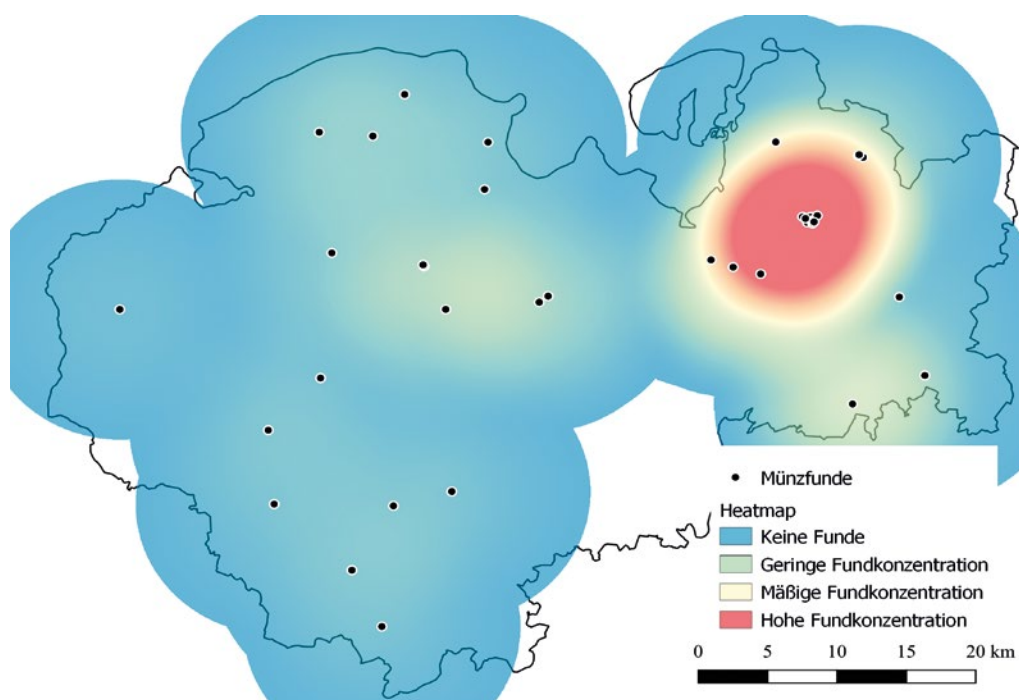 Münzfunde
Heatmap
Keine Funde
Geringe Fundkonzentration
Mäßige Fundkonzentration
Hohe Fundkonzentration
0 5 10 15 20 km